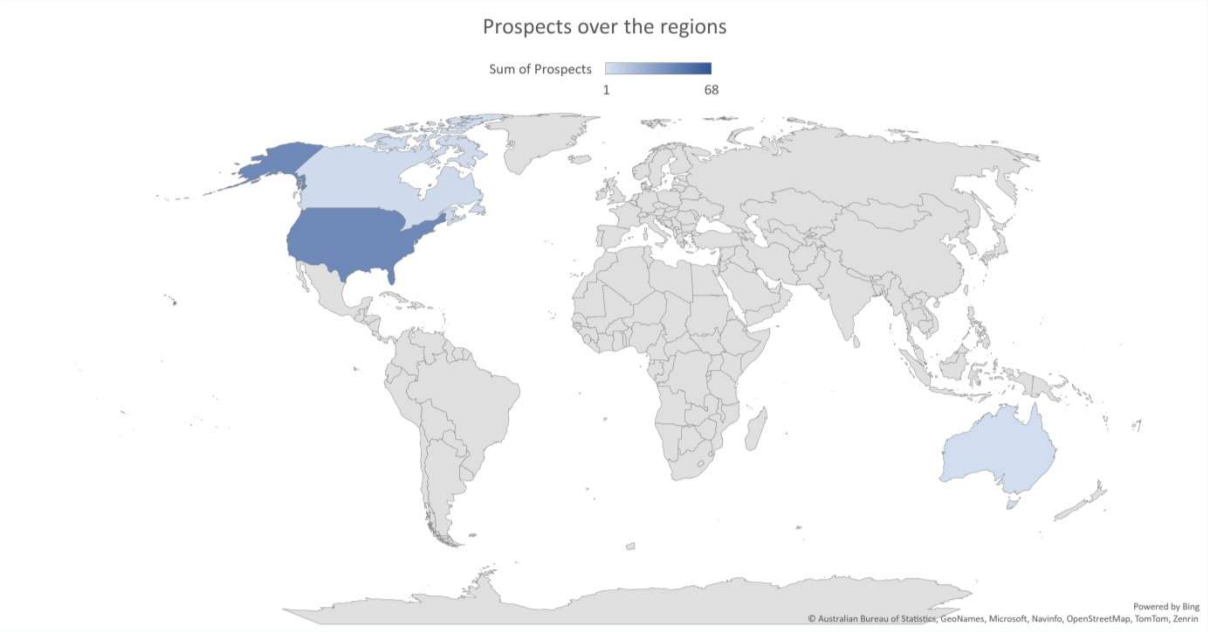 Prospects over the regions
Sum of Prospects
1 68
Powered by Bing
© Australian Bureau of Statistics, GeoNames, Microsoft, Navinfo, OpenStreetMap, TomTom, Zenrin